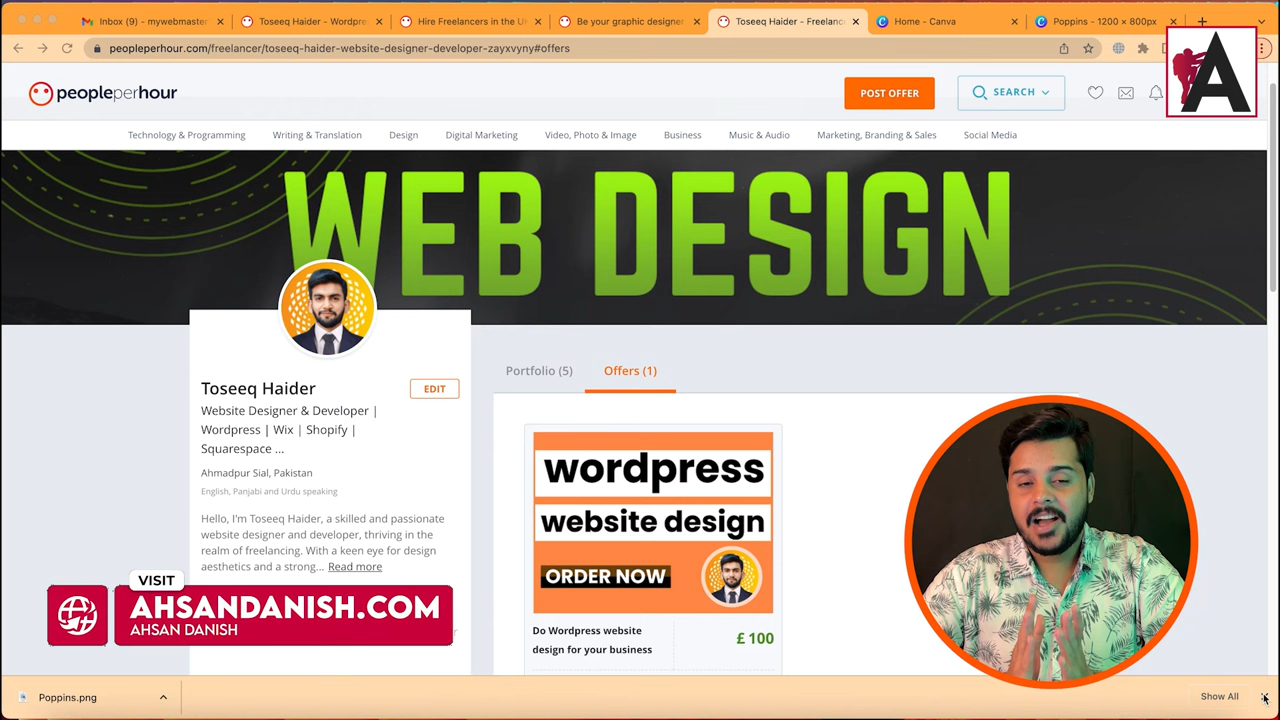 Inbox (9) - mywebmaster
Toseeq Haider - Wordpres
Hire Freelancers in the U
Be your graphic designer
Toseeq Haider - Freelanc
Home - Canva
Poppins - 1200 × 800px
peopleperhour.com/freelancer/toseeq-haider-website-designer-developer-zayxvyny#offers
A
peopleperhour
POST OFFER
SEARCH
Technology & Programming
Writing & Translation
Design
Digital Marketing
Video, Photo & Image
Business
Music & Audio
Marketing, Branding & Sales
Social Media
WEB DESIGN
Toseeq Haider
EDIT
Website Designer & Developer |
Wordpress | Wix | Shopify |
Squarespace ...
Ahmadpur Sial, Pakistan
English, Panjabi and Urdu speaking
Hello, I'm Toseeq Haider, a skilled and passionate
website designer and developer, thriving in the
realm of freelancing. With a keen eye for design
aesthetics and a strong... Read more
Portfolio (5)
Offers (1)
wordpress
website design
ORDER NOW
Do Wordpress website
design for your business
£ 100
VISIT
AHSANDANISH.COM
AHSAN DANISH
Poppins.png
Show All